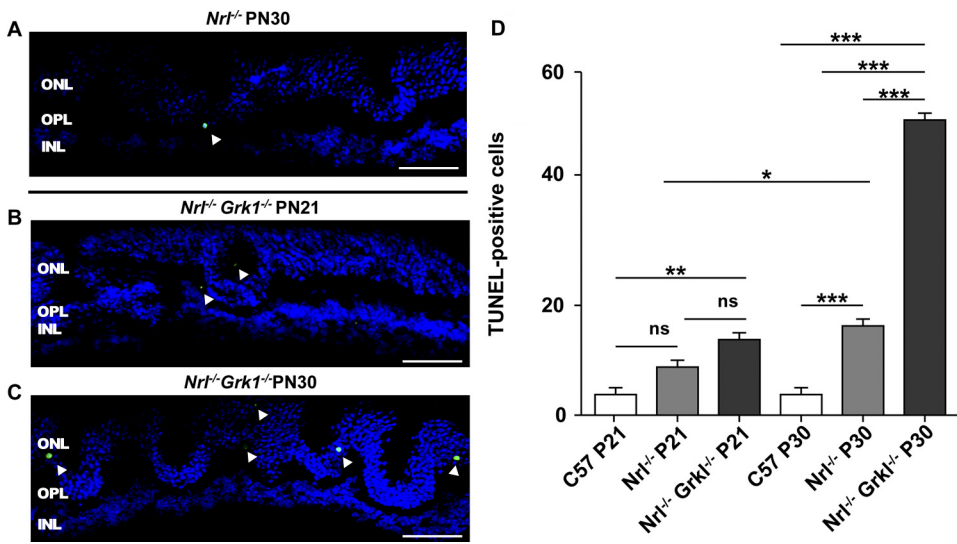 A
Nrl-/- PN30
ONL
OPL
INL
B
Nrl-/- Grk1-/- PN21
ONL
OPL
INL
C
Nrl-/-Grk1-/-PN30
ONL
OPL
INL
D
TUNEL-positive cells
60
50
20
0
***
***
***
*
**
ns
ns
***
C57 P21
Nrl-/- P21
Nrl-/- Grkl-/- P21
C57 P30
Nrl-/- P30
Nrl-/- Grkl-/- P30